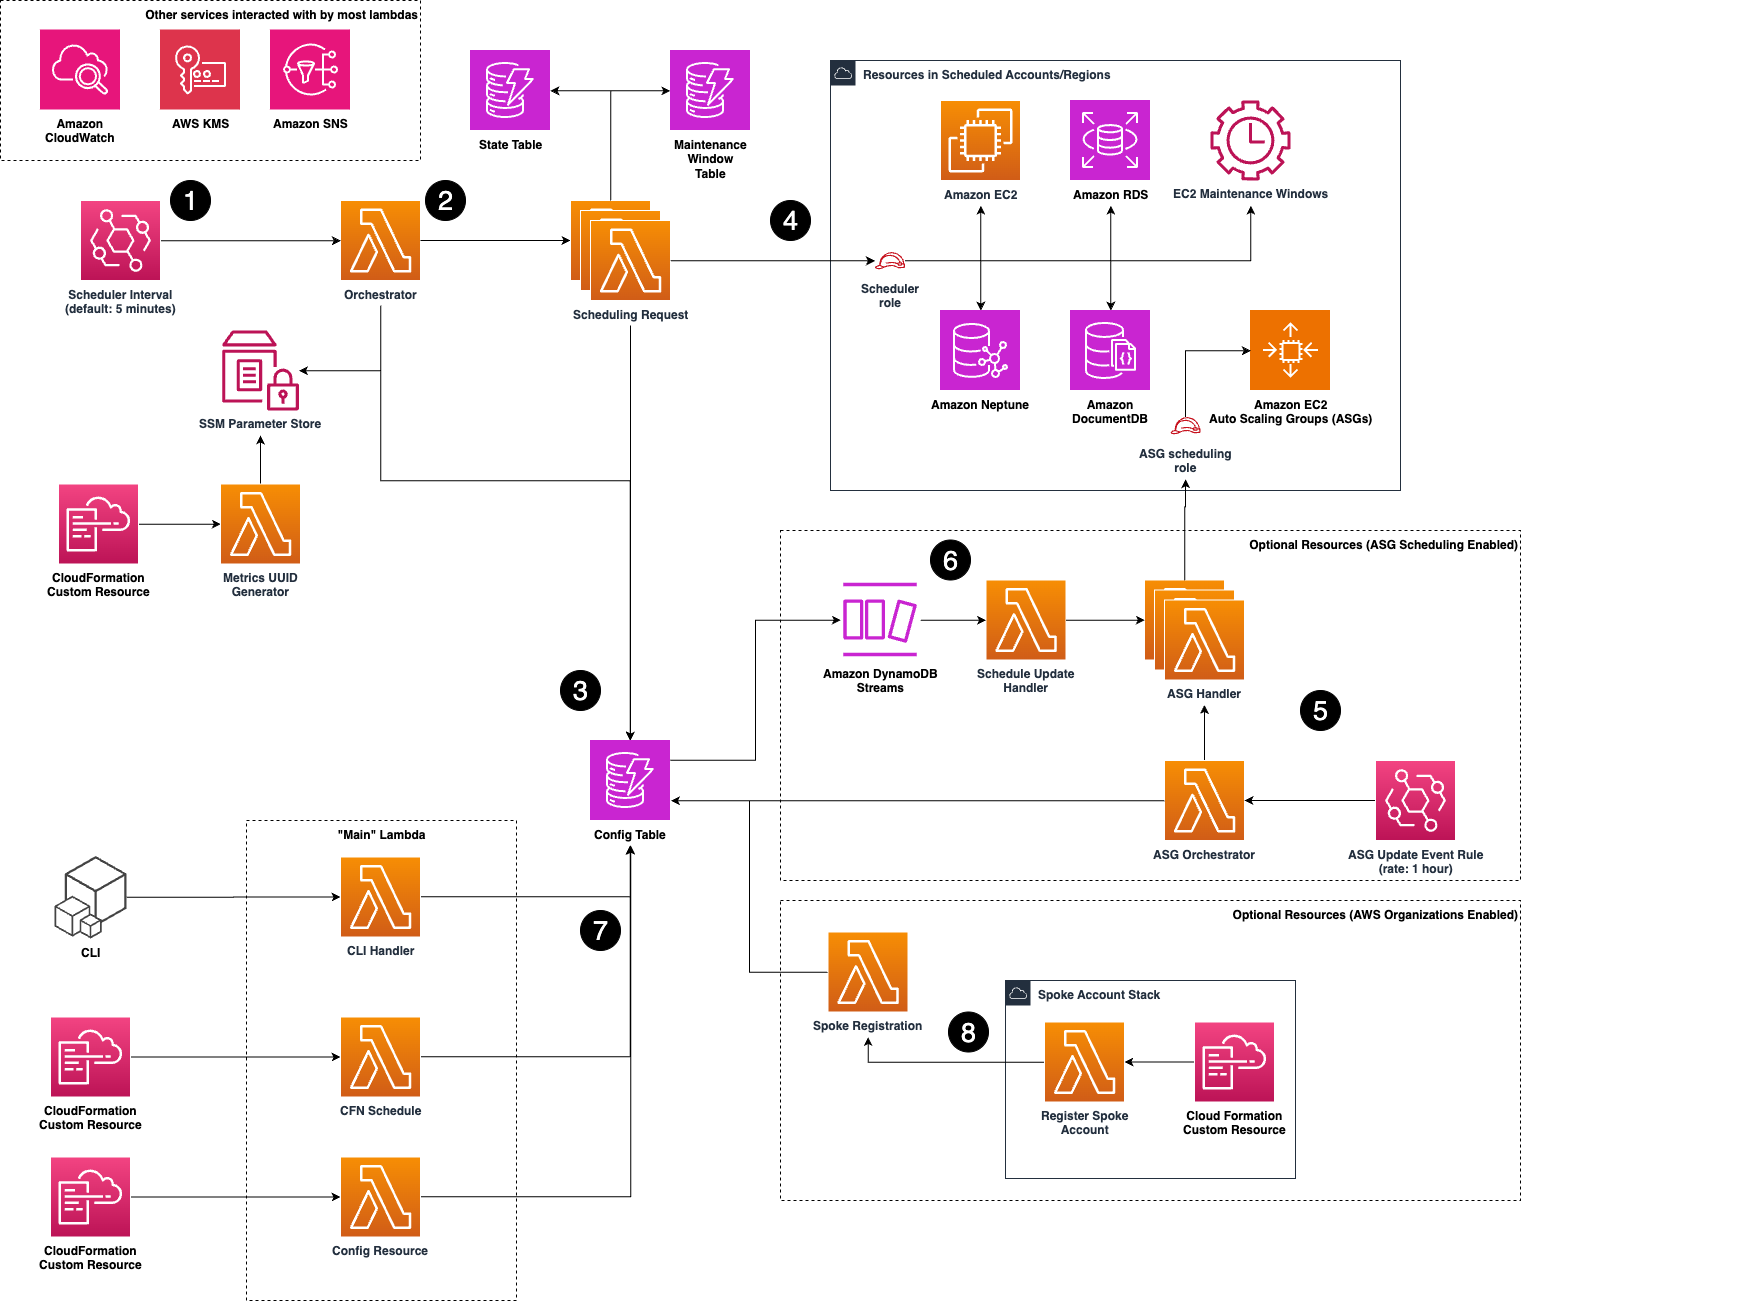 Other services interacted with by most lambdas
Amazon
CloudWatch
AWS KMS
Amazon SNS
State Table
Maintenance
Window
Table
Resources in Scheduled Accounts/Regions
Amazon EC2
Amazon RDS
EC2 Maintenance Windows
1
2
4
Scheduler Interval
(default: 5 minutes)
Orchestrator
Scheduling Request
Scheduler
role
Amazon Neptune
Amazon
DocumentDB
Amazon EC2
Auto Scaling Groups (ASGs)
ASG scheduling
role
SSM Parameter Store
CloudFormation
Custom Resource
Metrics UUID
Generator
Optional Resources (ASG Scheduling Enabled)
6
Amazon DynamoDB
Streams
Schedule Update
Handler
ASG Handler
5
3
Config Table
ASG Orchestrator
ASG Update Event Rule
(rate: 1 hour)
"Main" Lambda
CLI
CLI Handler
7
CloudFormation
Custom Resource
CFN Schedule
CloudFormation
Custom Resource
Config Resource
Optional Resources (AWS Organizations Enabled)
Spoke Registration
8
Spoke Account Stack
Register Spoke
Account
Cloud Formation
Custom Resource